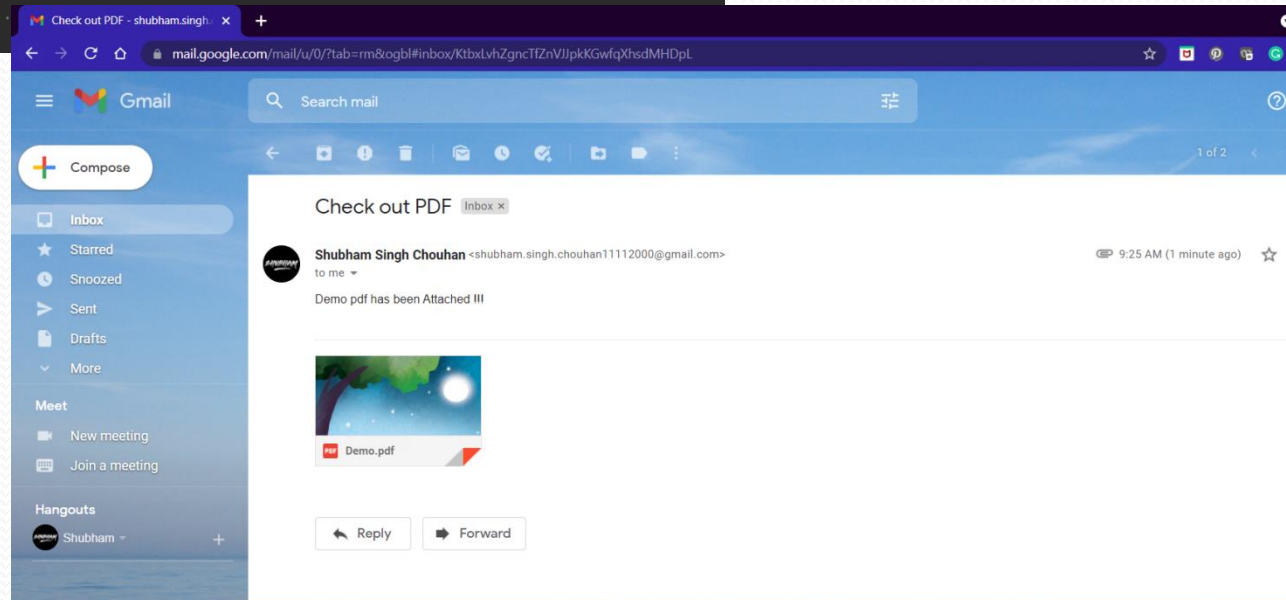 Check out PDF - shubham.singh.
mail.google.com/mail/u/0/?tab=rm&ogbl#inbox/KtbxLvhZgncTfZnVJJpkKGwfqXhsdMHDpL
Gmail
Search mail
Compose
1 of 2
Check out PDF Inbox ×
Inbox
Starred
Snoozed
Sent
Drafts
More
Meet
New meeting
Join a meeting
Hangouts
Shubham
Shubham Singh Chouhan <shubham.singh.chouhan11112000@gmail.com>
9:25 AM (1 minute ago)
to me
Demo pdf has been Attached !!!
PDF Demo.pdf
Reply
Forward